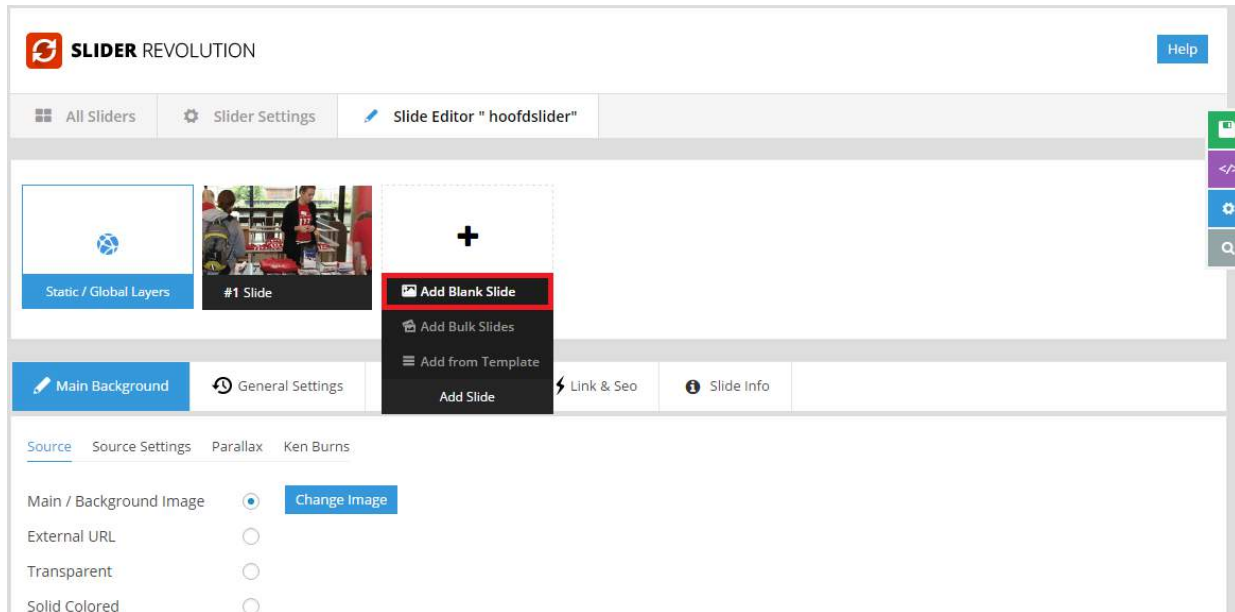 SLIDER REVOLUTION
Help
All Sliders
Slider Settings
Slide Editor " hoofdslider"
</>
Static / Global Layers
#1 Slide
Add Blank Slide
Add Bulk Slides
Add from Template
Add Slide
Main Background
General Settings
Link & Seo
Slide Info
Source
Source Settings
Parallax
Ken Burns
Main / Background Image
Change Image
External URL
Transparent
Solid Colored